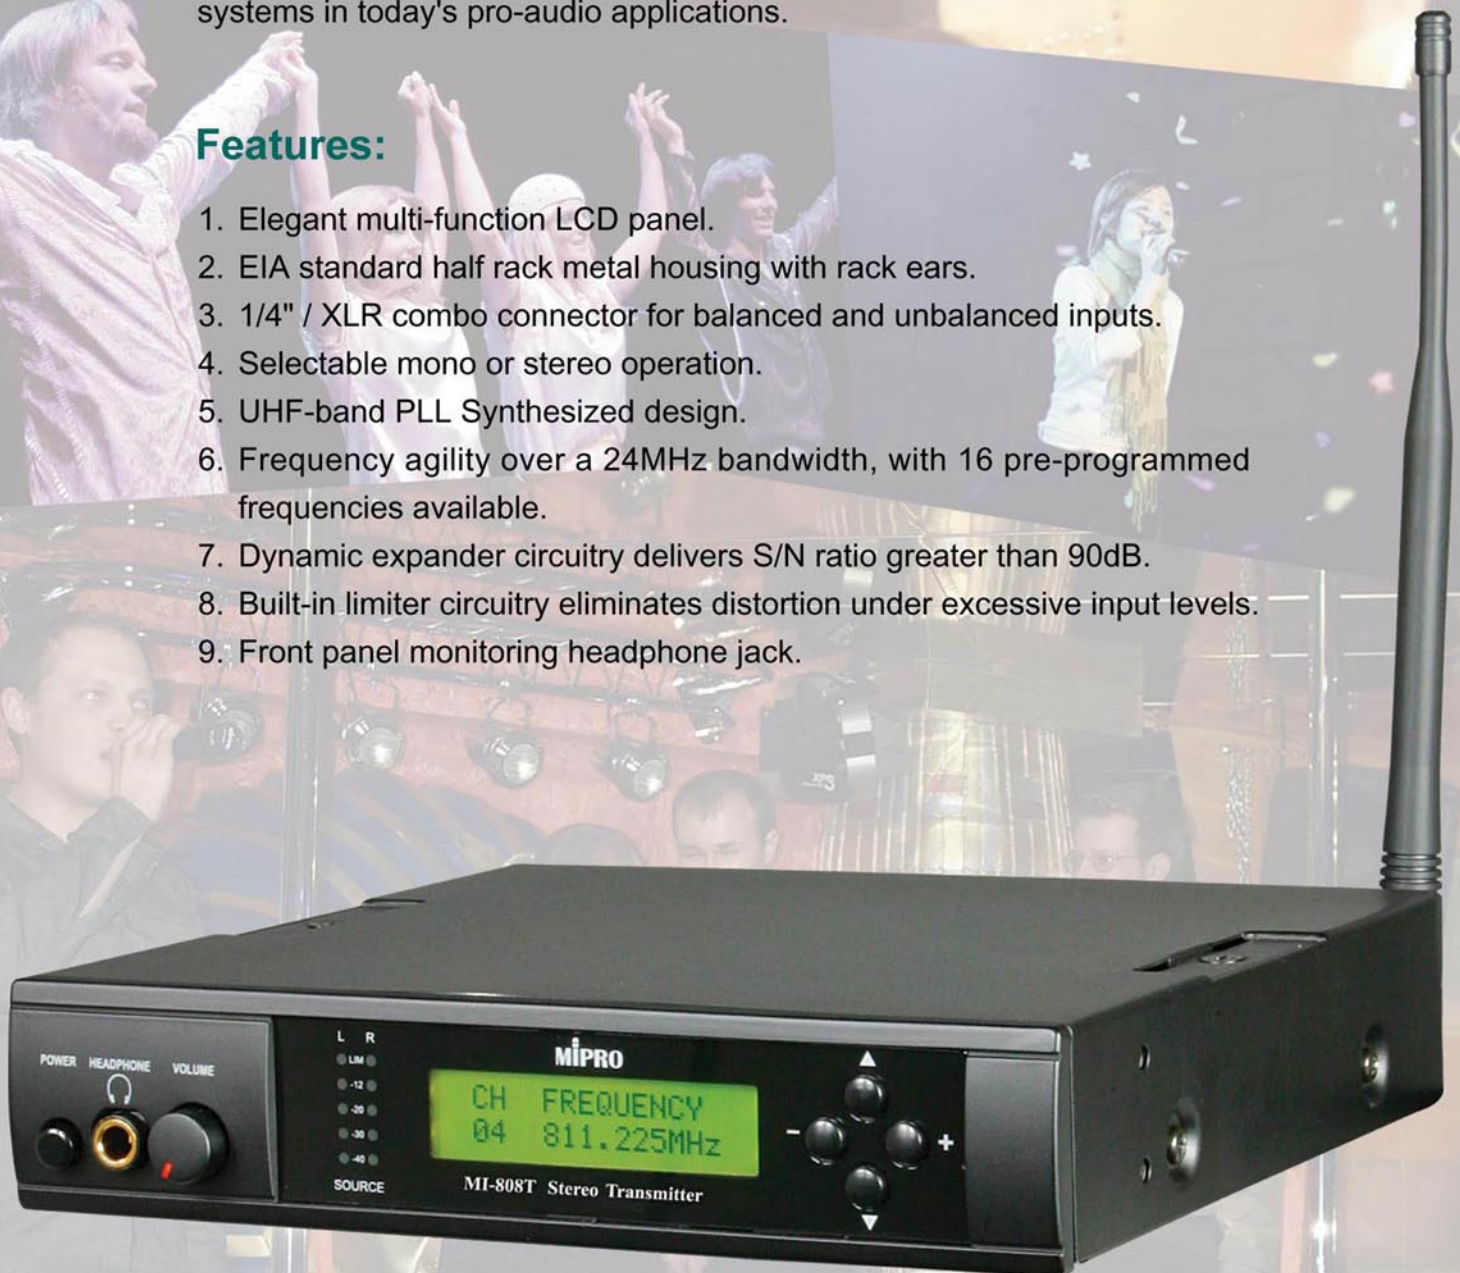 systems in today's pro-audio applications.
Features:
1. Elegant multi-function LCD panel.
2. EIA standard half rack metal housing with rack ears.
3. 1/4" / XLR combo connector for balanced and unbalanced inputs.
4. Selectable mono or stereo operation.
5. UHF-band PLL Synthesized design.
6. Frequency agility over a 24MHz bandwidth, with 16 pre-programmed
frequencies available.
7. Dynamic expander circuitry delivers S/N ratio greater than 90dB.
8. Built-in limiter circuitry eliminates distortion under excessive input levels.
9. Front panel monitoring headphone jack.
POWER HEADPHONE VOLUME
L R
LIM
-12
-20
-30
-40
SOURCE
MIPRO
CH FREQUENCY
04 811.225MHz
MI-808T Stereo Transmitter
- +